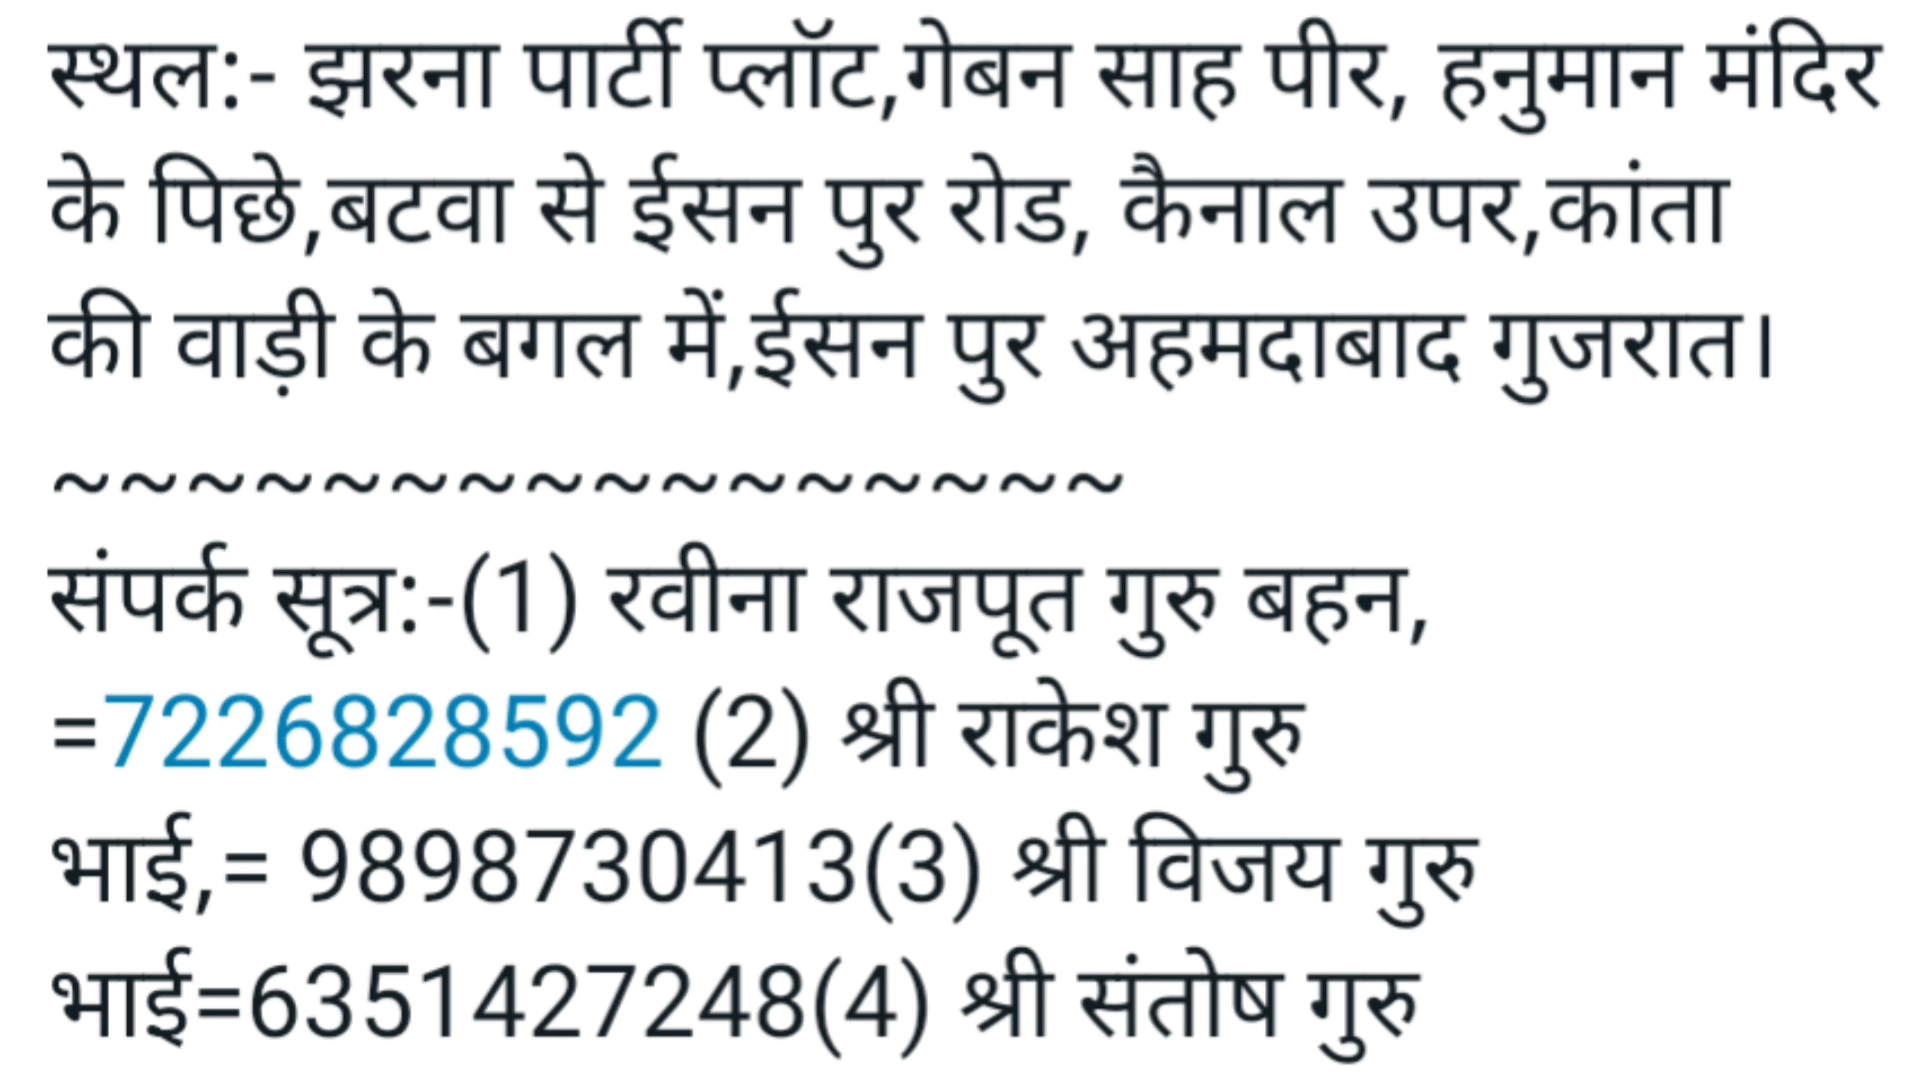 स्थल:- झरना पार्टी प्लॉट,गेबन साह पीर, हनुमान मंदिर
के पिछे,बटवा से ईसन पुर रोड, कैनाल उपर,कांता
की वाड़ी के बगल में,ईसन पुर अहमदाबाद गुजरात।
~~~~~~~~~~~~~~~~
संपर्क सूत्र:-(1) रवीना राजपूत गुरु बहन,
=7226828592 (2) श्री राकेश गुरु
भाई,= 9898730413(3) श्री विजय गुरु
भाई=6351427248(4) श्री संतोष गुरु